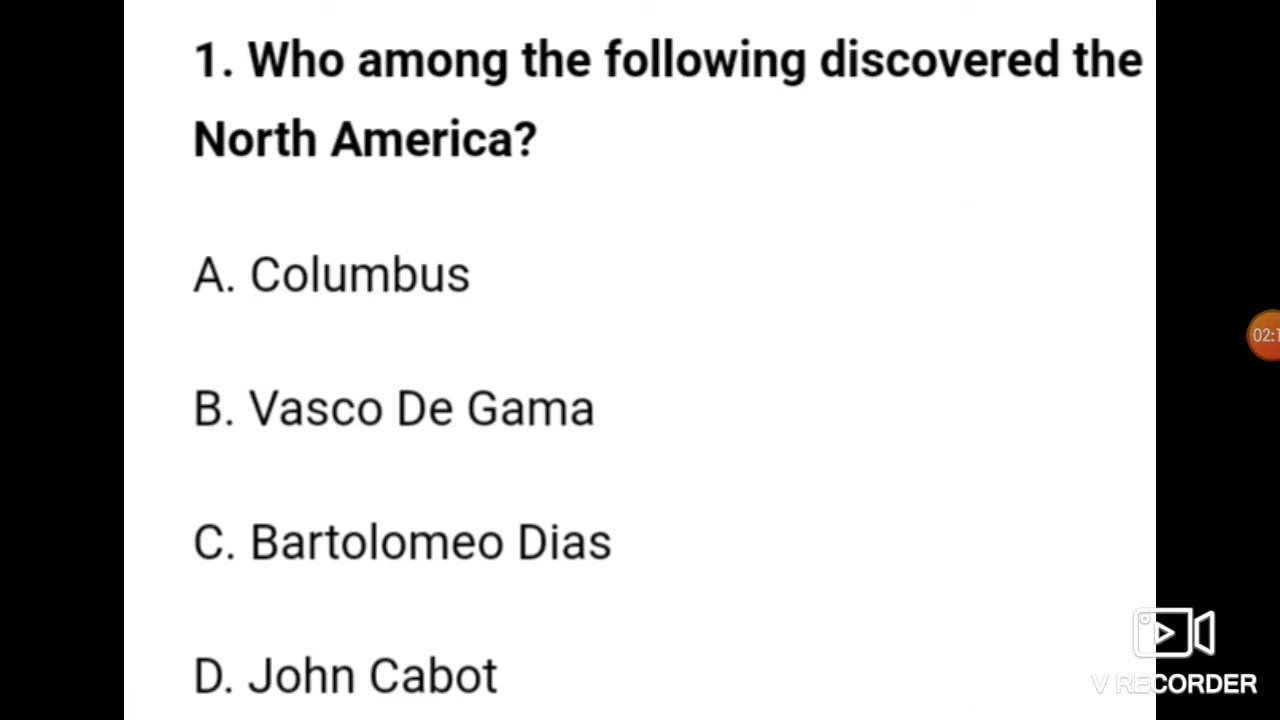 1. Who among the following discovered the
North America?
A. Columbus
B. Vasco De Gama
C. Bartolomeo Dias
D. John Cabot
V RECORDER